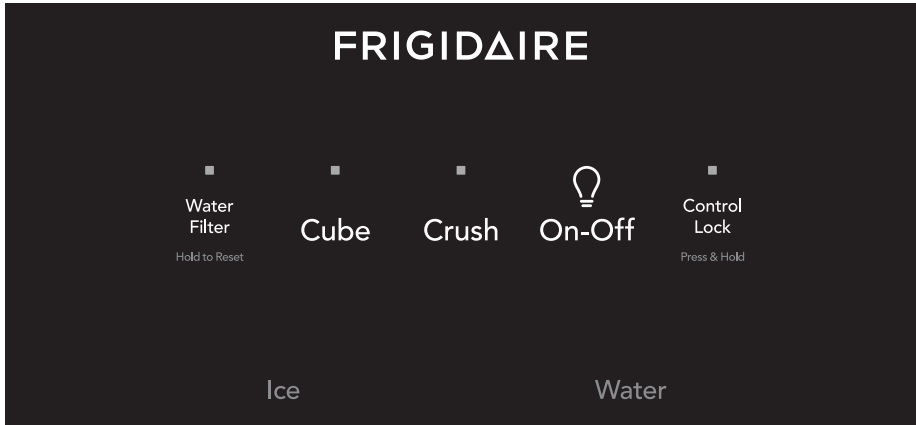 FRIGIDAIRE
Water
Filter
Hold to Reset
Cube
Crush
On-Off
Control
Lock
Press & Hold
Ice
Water